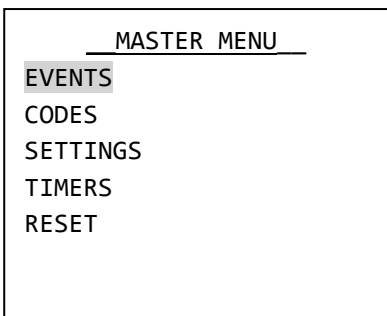 __MASTER MENU__
EVENTS
CODES
SETTINGS
TIMERS
RESET